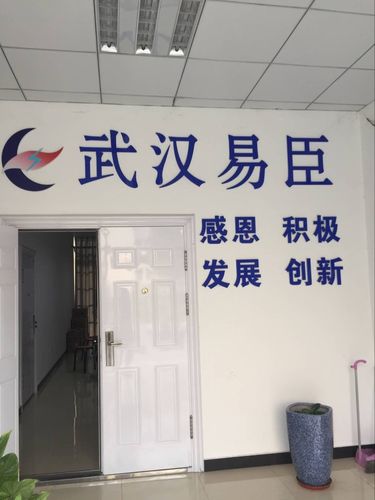 武汉易臣
感恩 积极
发展 创新